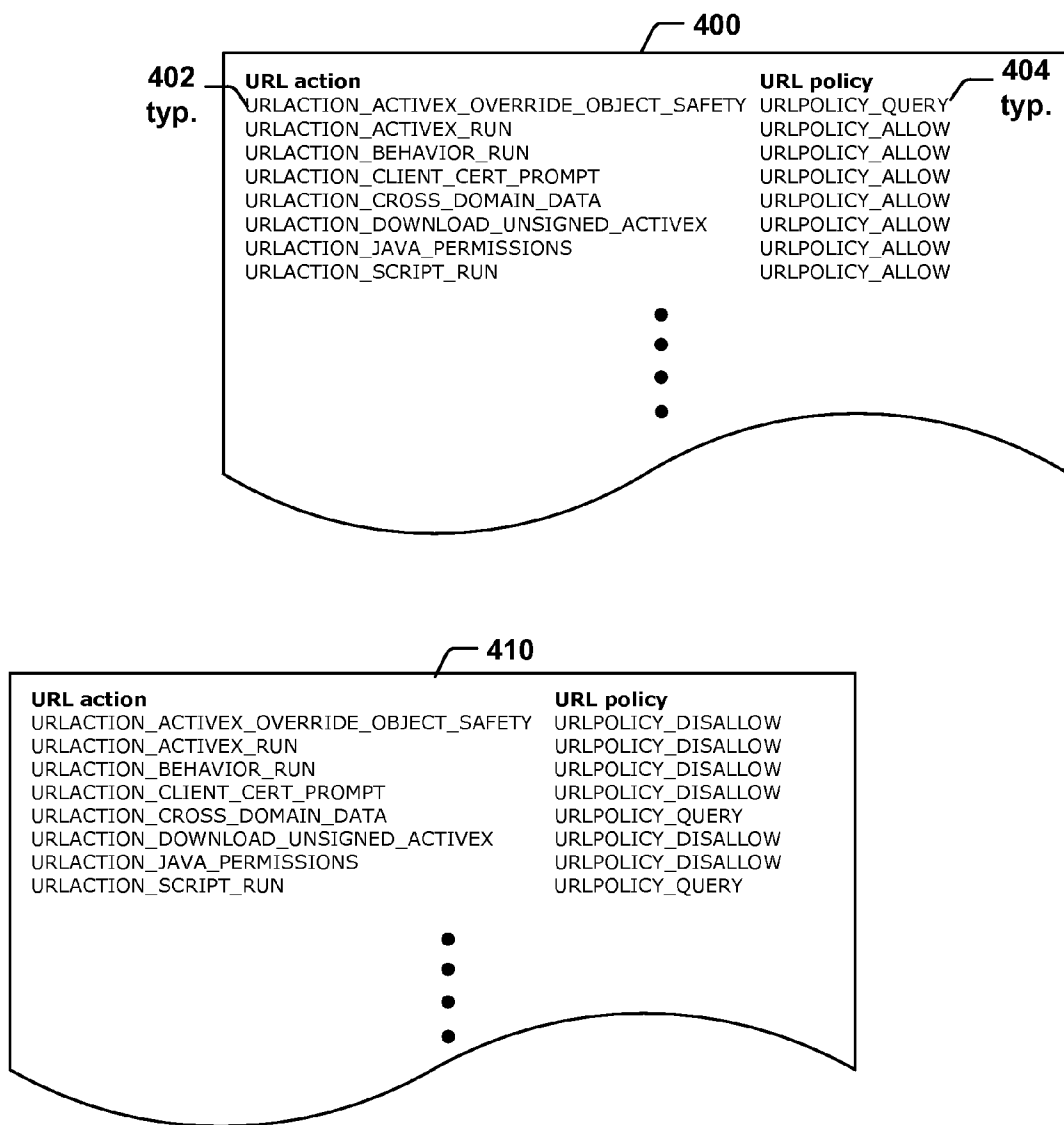 400
402 typ.
404 typ.
URL action URL policy
URLACTION_ACTIVEX_OVERRIDE_OBJECT_SAFETY URLPOLICY_QUERY
URLACTION_ACTIVEX_RUN URLPOLICY_ALLOW
URLACTION_BEHAVIOR_RUN URLPOLICY_ALLOW
URLACTION_CLIENT_CERT_PROMPT URLPOLICY_ALLOW
URLACTION_CROSS_DOMAIN_DATA URLPOLICY_ALLOW
URLACTION_DOWNLOAD_UNSIGNED_ACTIVEX URLPOLICY_ALLOW
URLACTION_JAVA_PERMISSIONS URLPOLICY_ALLOW
URLACTION_SCRIPT_RUN URLPOLICY_ALLOW
410
URL action URL policy
URLACTION_ACTIVEX_OVERRIDE_OBJECT_SAFETY URLPOLICY_DISALLOW
URLACTION_ACTIVEX_RUN URLPOLICY_DISALLOW
URLACTION_BEHAVIOR_RUN URLPOLICY_DISALLOW
URLACTION_CLIENT_CERT_PROMPT URLPOLICY_DISALLOW
URLACTION_CROSS_DOMAIN_DATA URLPOLICY_QUERY
URLACTION_DOWNLOAD_UNSIGNED_ACTIVEX URLPOLICY_DISALLOW
URLACTION_JAVA_PERMISSIONS URLPOLICY_DISALLOW
URLACTION_SCRIPT_RUN URLPOLICY_QUERY